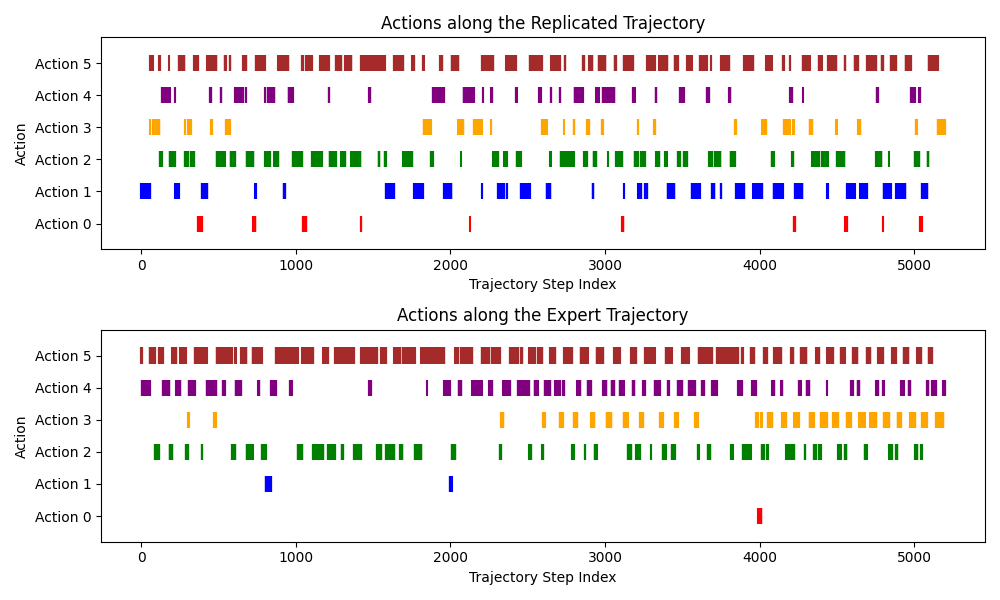 Actions along the Replicated Trajectory
Action
Action 5
Action 4
Action 3
Action 2
Action 1
Action 0
0 1000 2000 3000 4000 5000
Trajectory Step Index
Actions along the Expert Trajectory
Action
Action 5
Action 4
Action 3
Action 2
Action 1
Action 0
0 1000 2000 3000 4000 5000
Trajectory Step Index